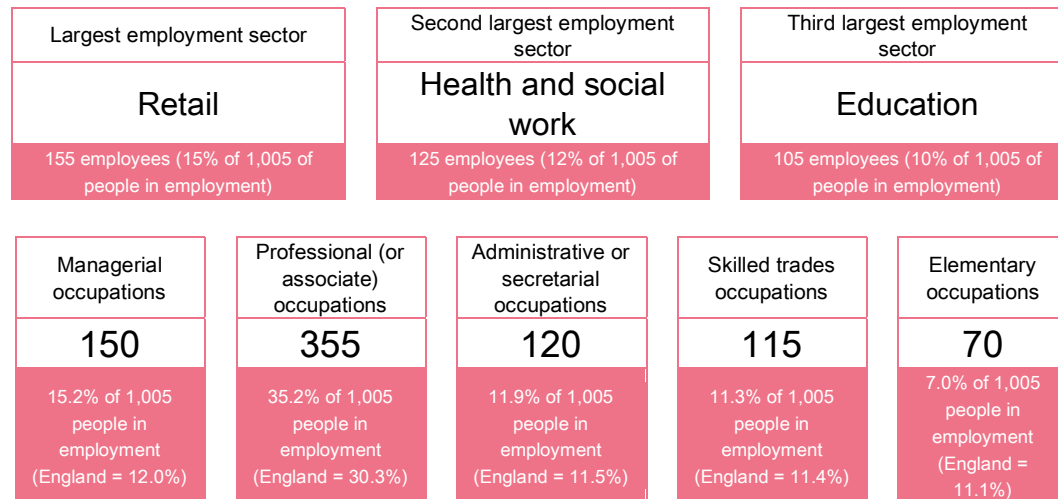 Largest employment sector
Retail
155 employees (15% of 1,005 of
people in employment)
Second largest employment
sector
Health and social
work
125 employees (12% of 1,005 of
people in employment)
Third largest employment
sector
Education
105 employees (10% of 1,005 of
people in employment)
Managerial
occupations
150
15.2% of 1,005
people in
employment
(England = 12.0%)
Professional (or
associate)
occupations
355
35.2% of 1,005
people in
employment
(England = 30.3%)
Administrative or
secretarial
occupations
120
11.9% of 1,005
people in
employment
(England = 11.5%)
Skilled trades
occupations
115
11.3% of 1,005
people in
employment
(England = 11.4%)
Elementary
occupations
70
7.0% of 1,005
people in
employment
(England =
11.1%)